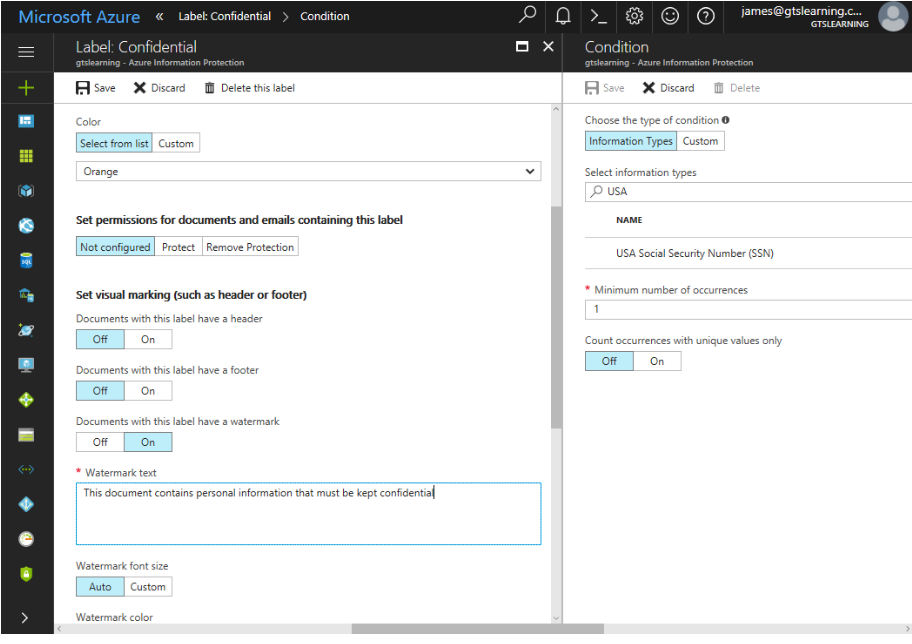 Microsoft Azure « Label: Confidential > Condition
james@gtslearning.c...
GTSLEARNING
Label: Confidential
gtslearning - Azure Information Protection
Save Discard Delete this label
Color
Select from list Custom
Orange
Set permissions for documents and emails containing this label
Not configured Protect Remove Protection
Set visual marking (such as header or footer)
Documents with this label have a header
Off On
Documents with this label have a footer
Off On
Documents with this label have a watermark
Off On
* Watermark text
This document contains personal information that must be kept confidential
Watermark font size
Auto Custom
Watermark color
Condition
gtslearning - Azure Information Protection
Save Discard Delete
Choose the type of condition
Information Types Custom
Select information types
USA
NAME
USA Social Security Number (SSN)
* Minimum number of occurrences
1
Count occurrences with unique values only
Off On